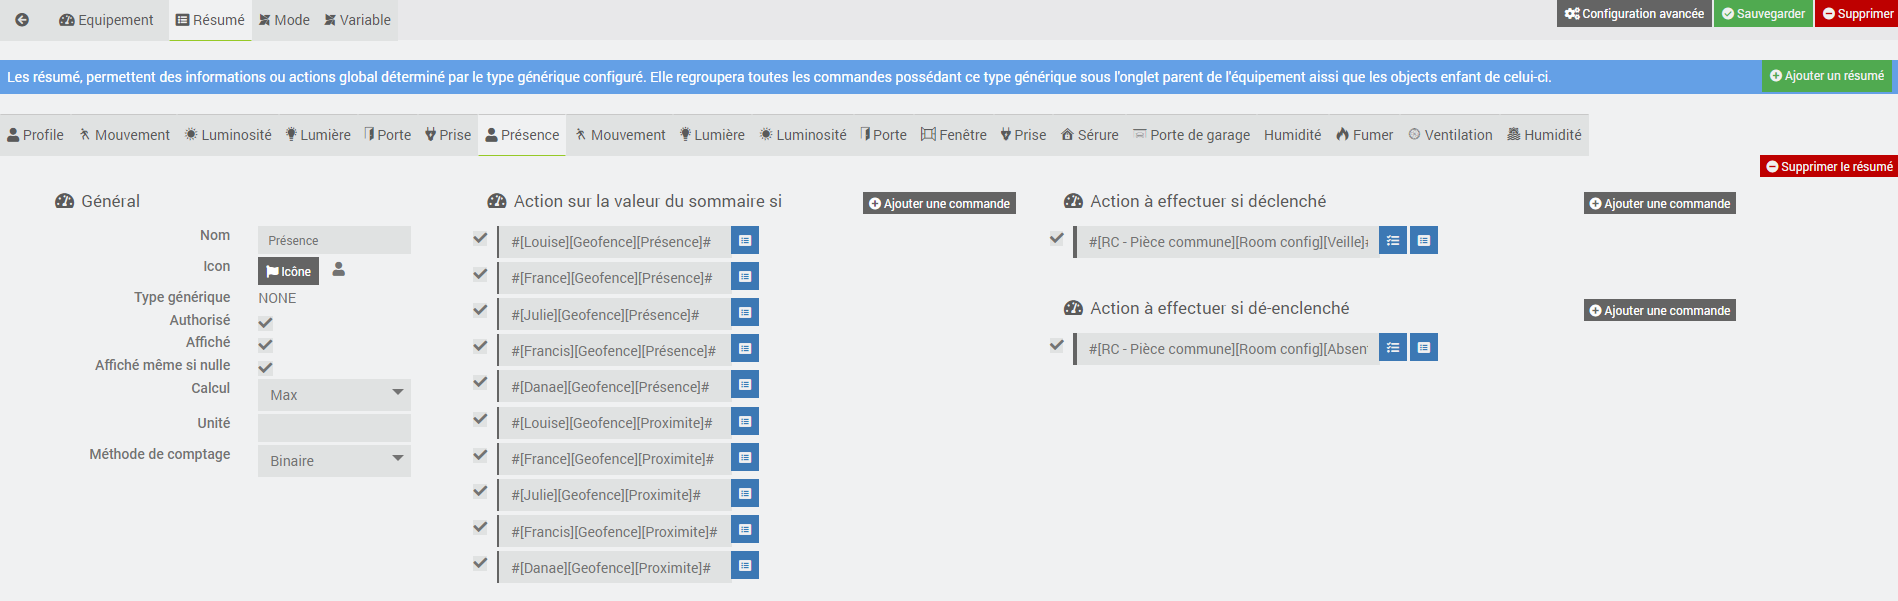 Equipement Résumé Mode Variable
Configuration avancée Sauvegarder Supprimer
Les résumé, permettent des informations ou actions global déterminé par le type générique configuré. Elle regroupera toutes les commandes possédant ce type générique sous l'onglet parent de l'équipement aissi que les objects enfant de celui-ci.
Ajouter un résumé
Profile Mouvement Luminosité Lumière Porte Prise Présence Mouvement Lumière Luminosité Porte Fenêtre Prise Sérure Porte de garage Humidité Fumer Ventilation Humidité
Supprimer le résumé
Général
Nom Présence
Icon Icône
Type générique NONE
Authorisé
Affiché
Affiché même si nulle
Calcul Max
Unité
Méthode de comptage Binaire
Action sur la valeur du sommaire si
Ajouter une commande
#[Louise][Geofence][Présence]#
#[France][Geofence][Présence]#
#[Julie][Geofence][Présence]#
#[Francis][Geofence][Présence]#
#[Danae][Geofence][Présence]#
#[Louise][Geofence][Proximite]#
#[France][Geofence][Proximite]#
#[Julie][Geofence][Proximite]#
#[Francis][Geofence][Proximite]#
#[Danae][Geofence][Proximite]#
Action à effectuer si déclenché
Ajouter une commande
#[RC - Pièce commune][Room config][Veille]#
Action à effectuer si dé-enclenché
Ajouter une commande
#[RC - Pièce commune][Room config][Absen